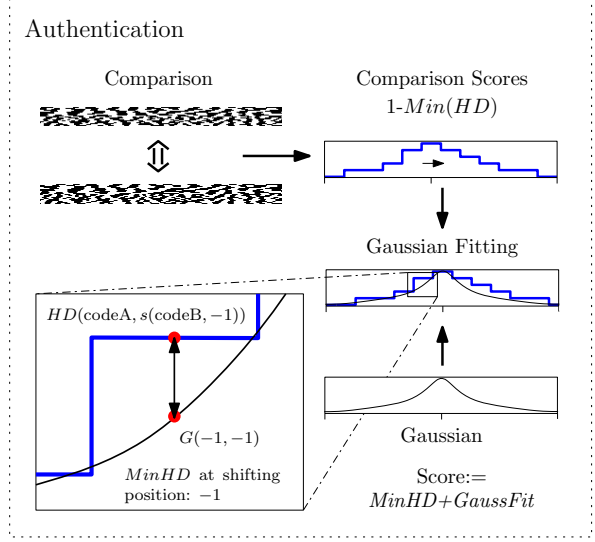 Authentication
Comparison
Comparison Scores
1-Min(HD)
Gaussian Fitting
HD(codeA, s(codeB, −1))
G(−1, −1)
MinHD at shifting
position: −1
Gaussian
Score:=
MinHD+GaussFit